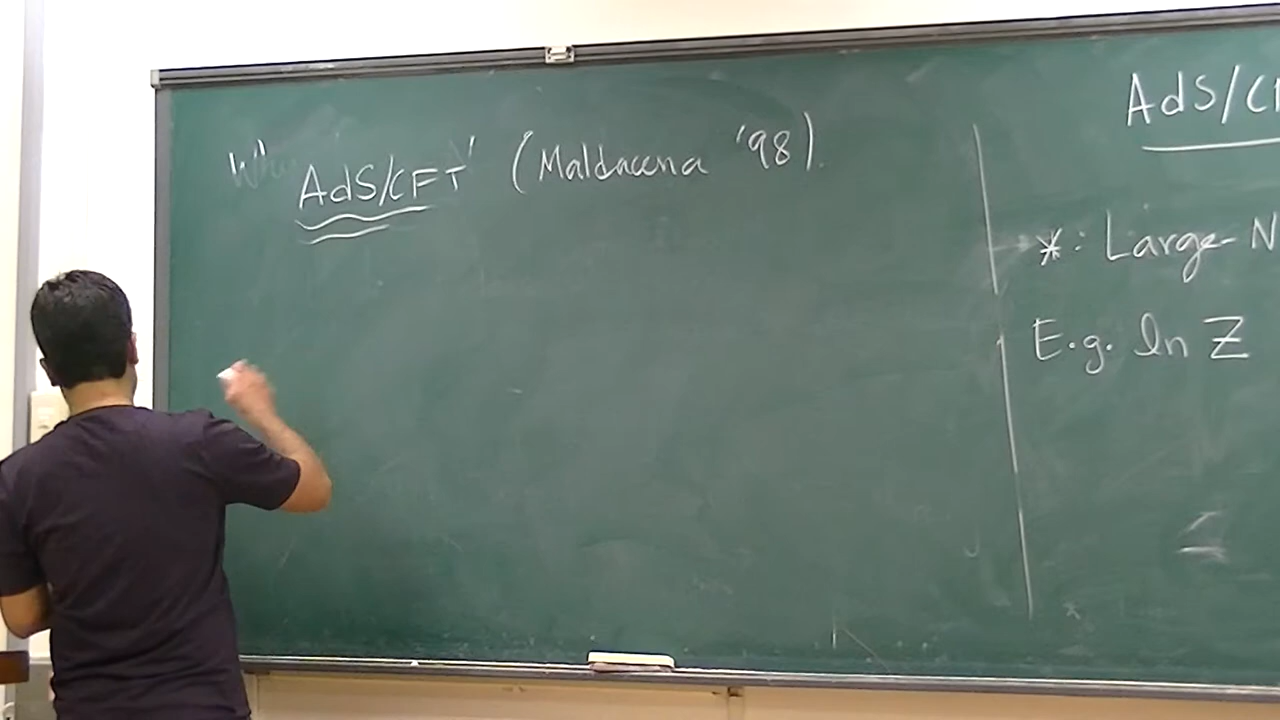 Why
AdS/CFT' (Maldacena '98).
AdS/CF
*: Large-N
E.g. ln Z